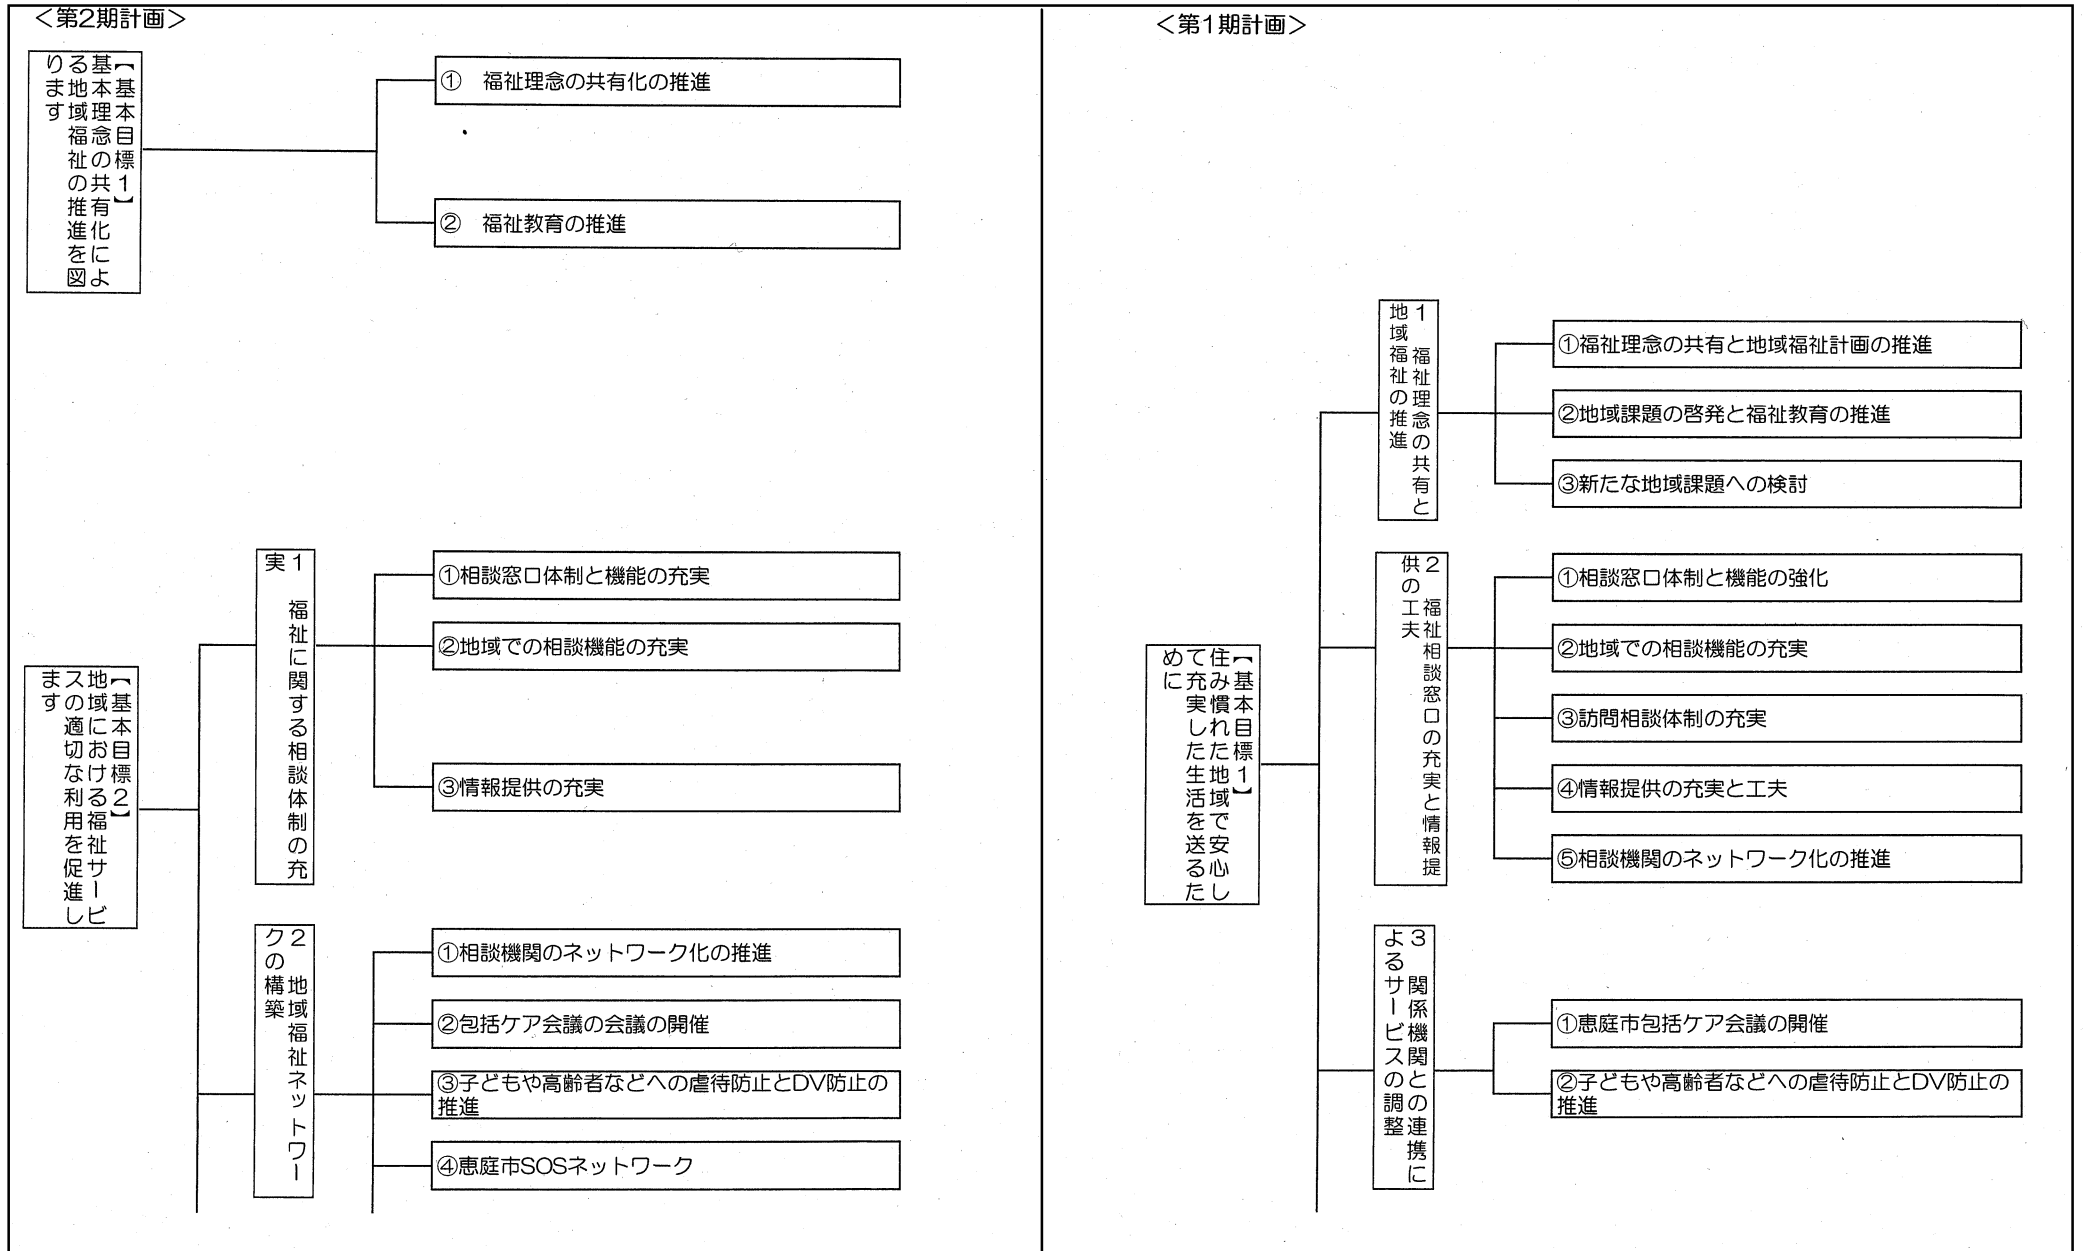 ＜第2期計画＞
【基本目標1】
基本理念の共有化によ
る地域福祉の推進を図
ります
①　福祉理念の共有化の推進
②　福祉教育の推進
【基本目標2】
地域における福祉サービ
スの適切な利用を促進し
ます
1　福祉に関する相談体制の充
実
①相談窓口体制と機能の充実
②地域での相談機能の充実
③情報提供の充実
2　地域福祉ネットワー
クの構築
①相談機関のネットワーク化の推進
②包括ケア会議の会議の開催
③子どもや高齢者などへの虐待防止とDV防止の
推進
④恵庭市SOSネットワーク
＜第1期計画＞
【基本目標1】
住み慣れた地域で安心し
て充実した生活を送るた
めに
1　福祉理念の共有と
地域福祉の推進
①福祉理念の共有と地域福祉計画の推進
②地域課題の啓発と福祉教育の推進
③新たな地域課題への検討
2　福祉相談窓口の充実と情報提
供の工夫
①相談窓口体制と機能の強化
②地域での相談機能の充実
③訪問相談体制の充実
④情報提供の充実と工夫
⑤相談機関のネットワーク化の推進
3　関係機関との連携に
よるサービスの調整
①恵庭市包括ケア会議の開催
②子どもや高齢者などへの虐待防止とDV防止の
推進